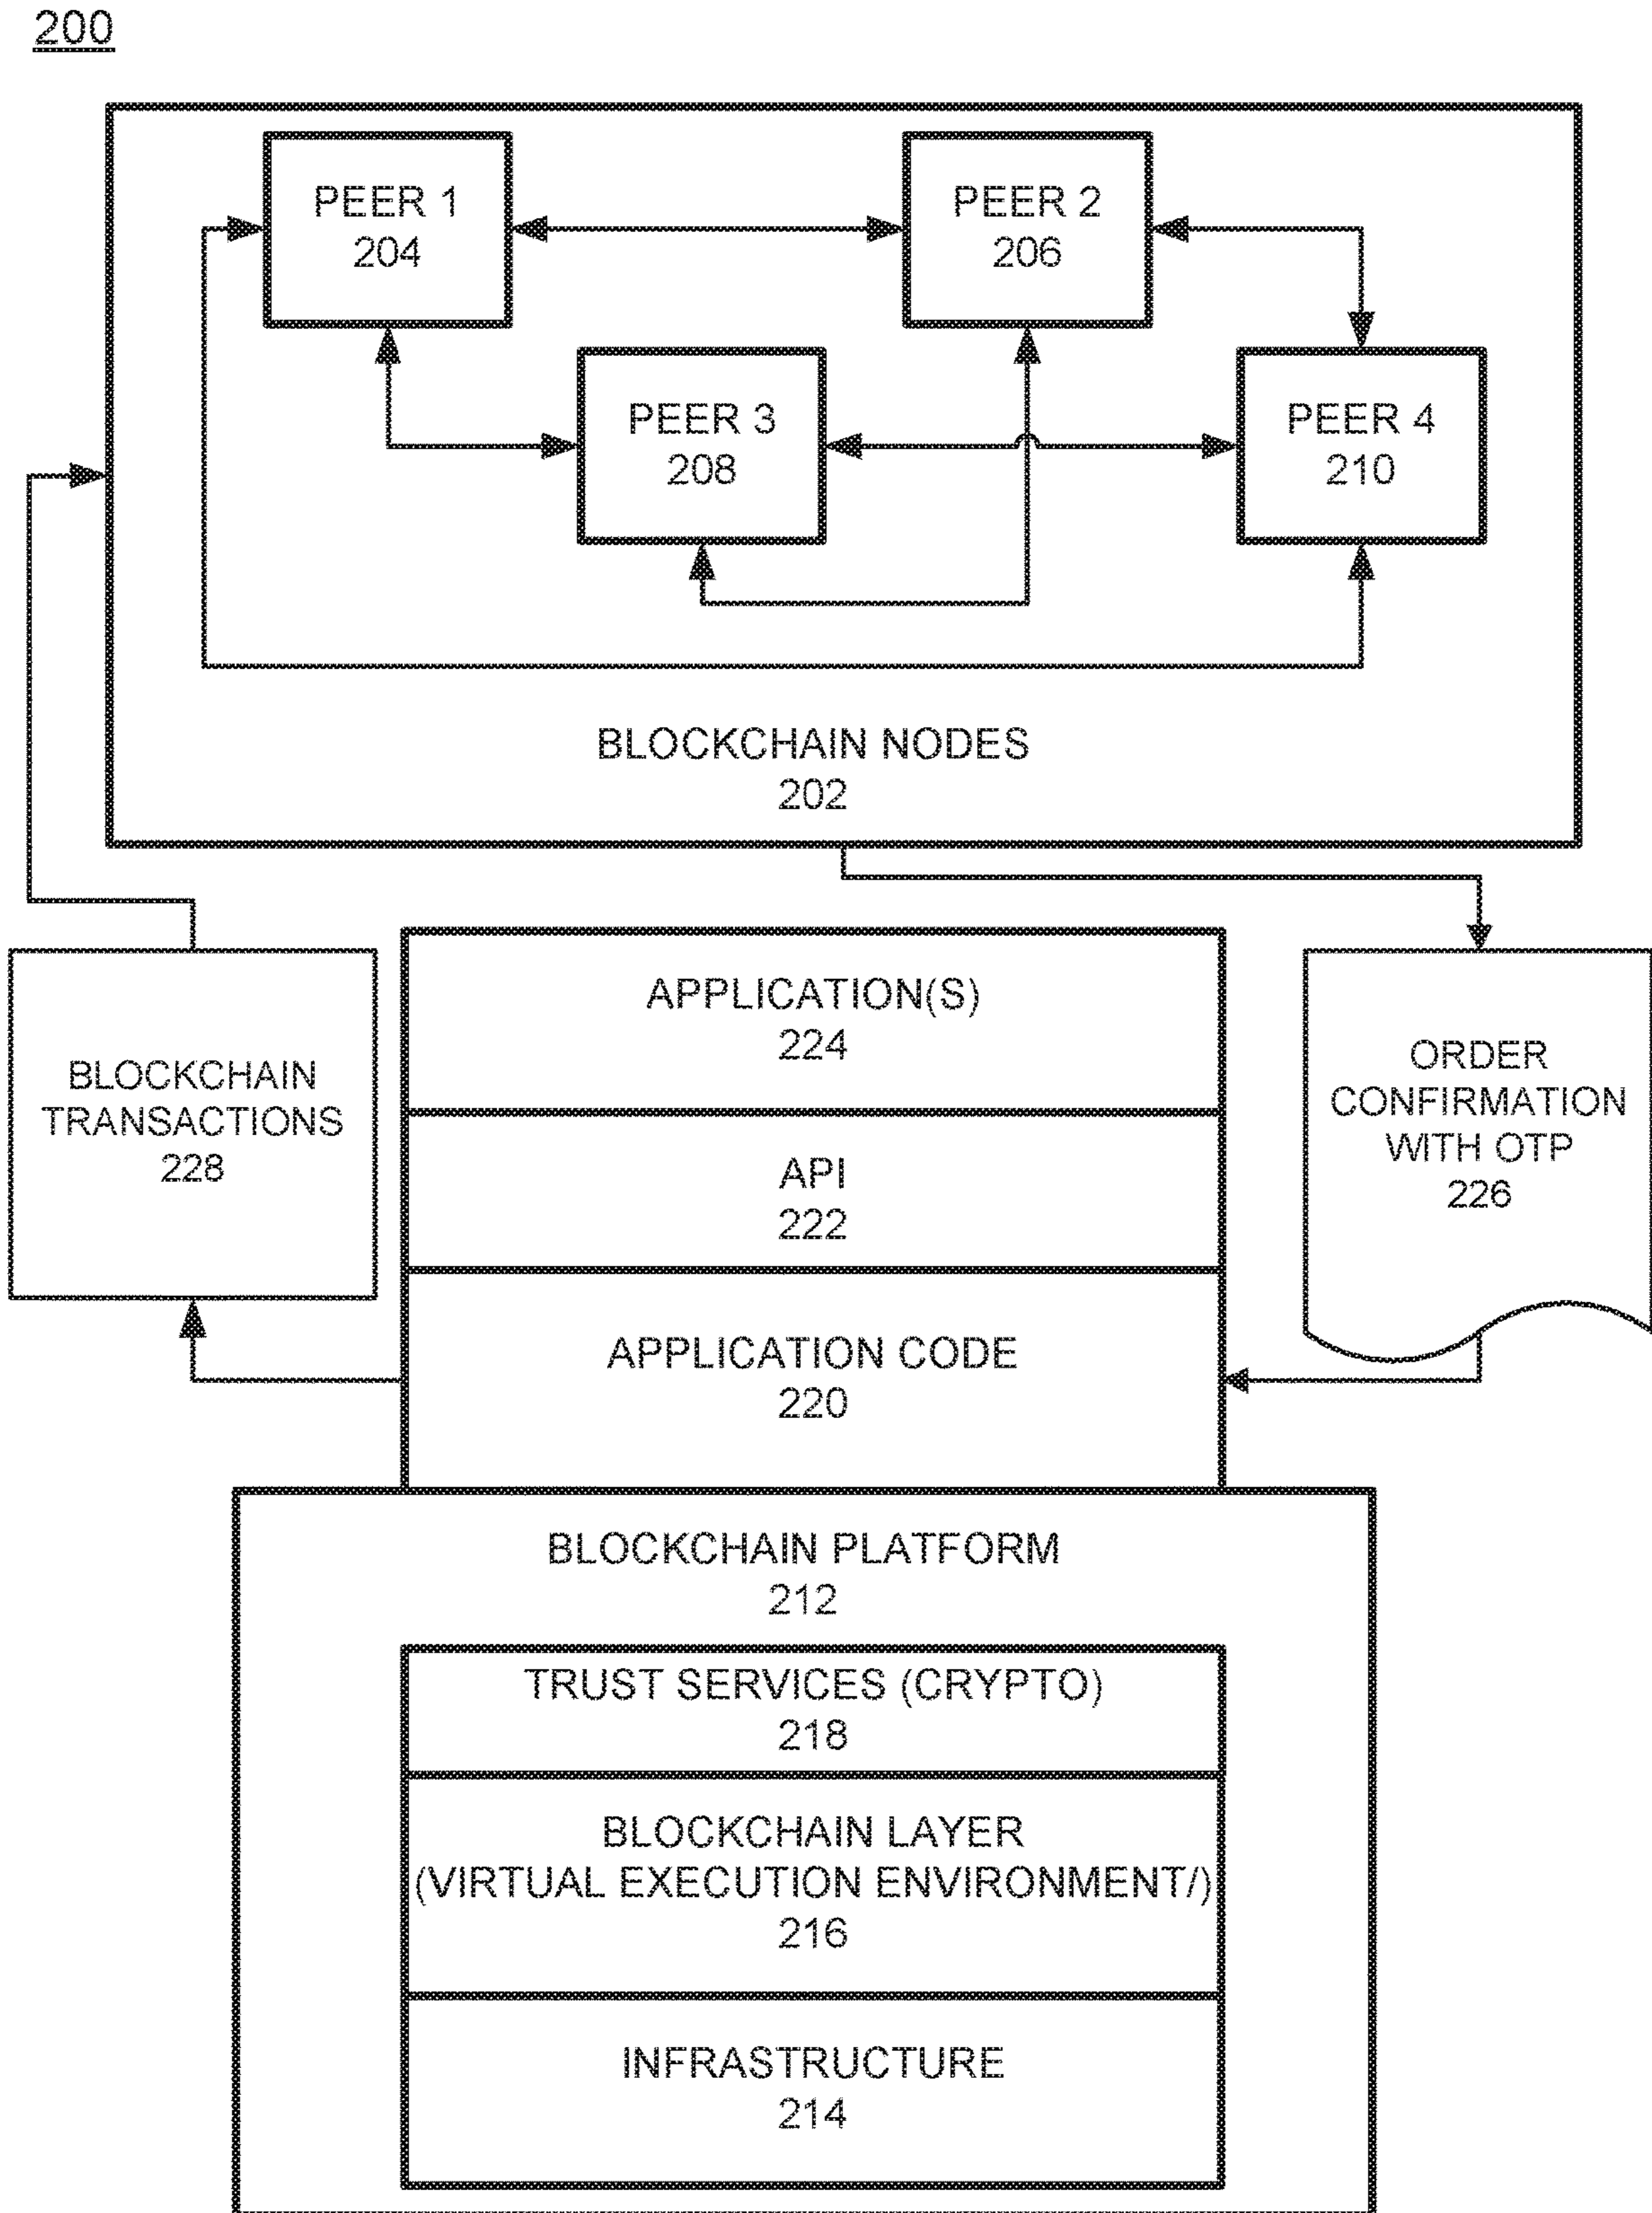 200
PEER 1
204
PEER 2
206
PEER 3
208
PEER 4
210
BLOCKCHAIN NODES
202
BLOCKCHAIN
TRANSACTIONS
228
APPLICATION(S)
224
API
222
APPLICATION CODE
220
ORDER
CONFIRMATION
WITH OTP
226
BLOCKCHAIN PLATFORM
212
TRUST SERVICES (CRYPTO)
218
BLOCKCHAIN LAYER
(VIRTUAL EXECUTION ENVIRONMENT/)
216
INFRASTRUCTURE
214